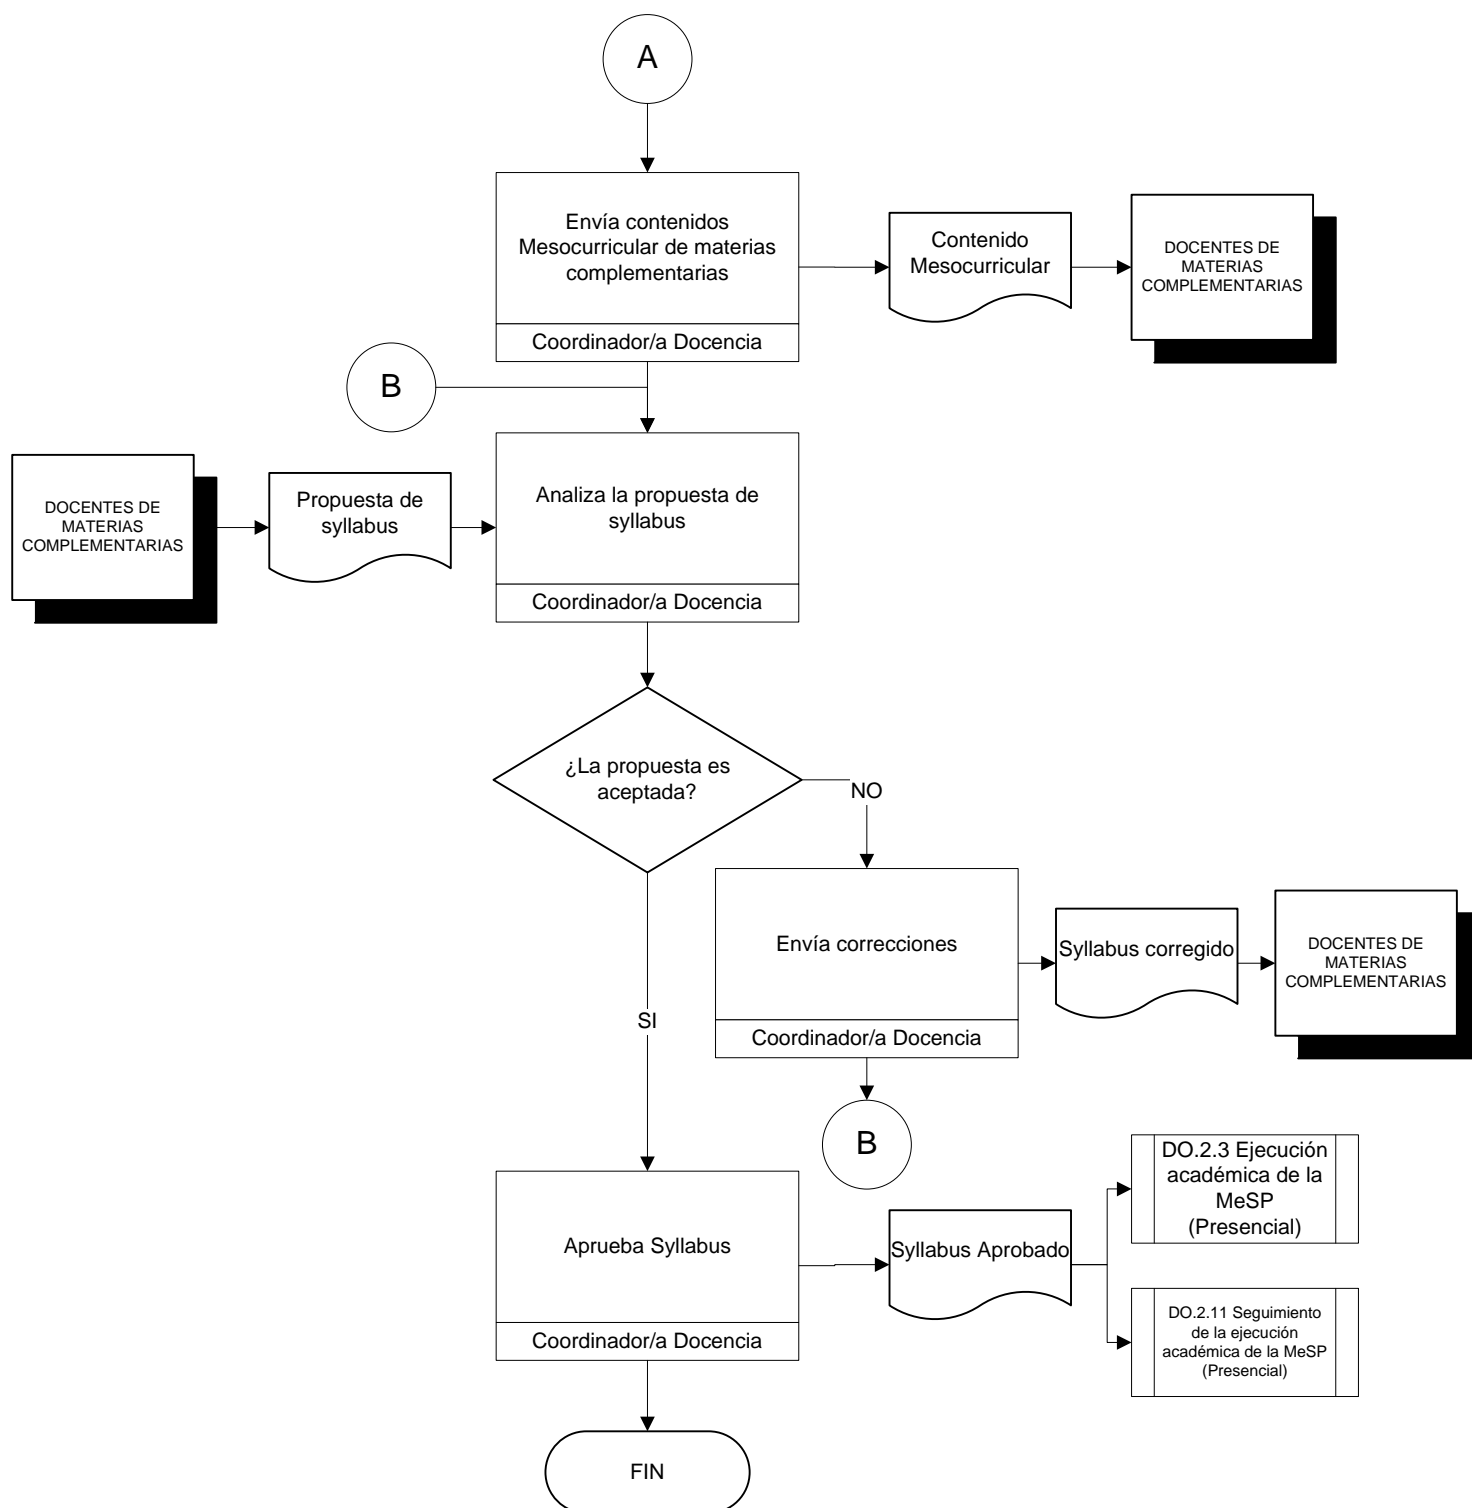 A
Envía contenidos
Mesocurricular de materias
complementarias
Coordinador/a Docencia
Contenido
Mesocurricular
DOCENTES DE
MATERIAS
COMPLEMENTARIAS
B
DOCENTES DE
MATERIAS
COMPLEMENTARIAS
Propuesta de
syllabus
Analiza la propuesta de
syllabus
Coordinador/a Docencia
¿La propuesta es
aceptada?
NO
Envía correcciones
Coordinador/a Docencia
Syllabus corregido
DOCENTES DE
MATERIAS
COMPLEMENTARIAS
SI
B
Aprueba Syllabus
Coordinador/a Docencia
Syllabus Aprobado
DO.2.3 Ejecución
académica de la
MeSP
(Presencial)
DO.2.11 Seguimiento
de la ejecución
académica de la MeSP
(Presencial)
FIN